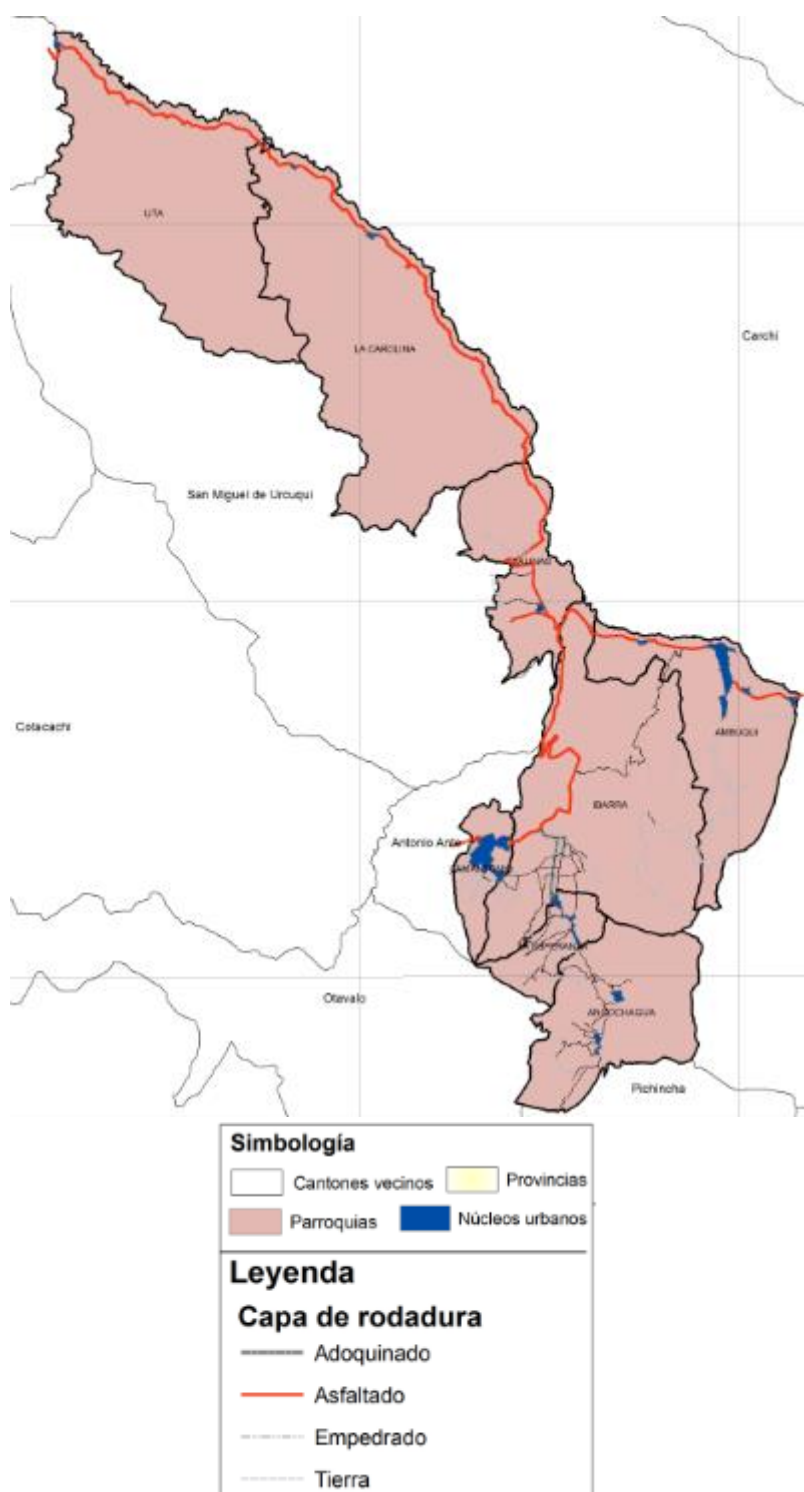 LITA
LA CAROLINA
Carchi
San Miguel de Urcuqui
SALINAS
Cotacachi
AMBUQUI
IBARRA
Antonio Ante
Otavalo
ANGOCHAGUA
Pichincha
Simbología
Cantones vecinos
Provincias
Parroquias
Núcleos urbanos
Leyenda
Capa de rodadura
Adoquinado
Asfaltado
Empedrado
Tierra